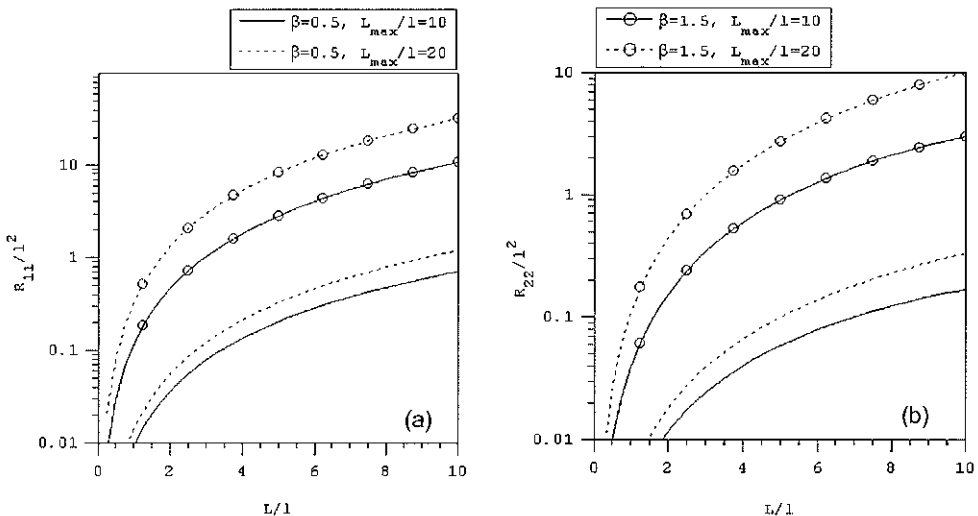 β=0.5, L_max/l=10
β=0.5, L_max/l=20
β=1.5, L_max/l=10
β=1.5, L_max/l=20
R_11/l^2
10
1
0.1
0.01
(a)
0 2 4 6 8 10
L/l
R_22/l^2
10
1
0.1
0.01
(b)
0 2 4 6 8 10
L/l